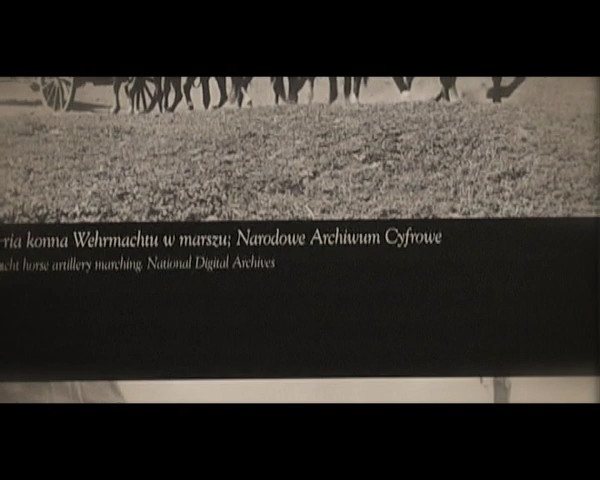 ria konna Wehrmachtu w marszu; Narodowe Archiwum Cyfrowe
acht horse artillery marching. National Digital Archives